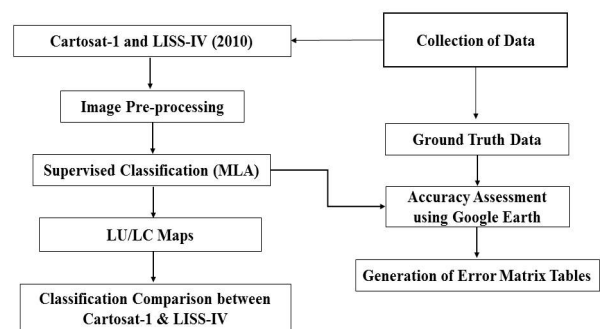 Cartosat-1 and LISS-IV (2010)
Collection of Data
Image Pre-processing
Ground Truth Data
Supervised Classification (MLA)
Accuracy Assessment
using Google Earth
LU/LC Maps
Generation of Error Matrix Tables
Classification Comparison between
Cartosat-1 & LISS-IV